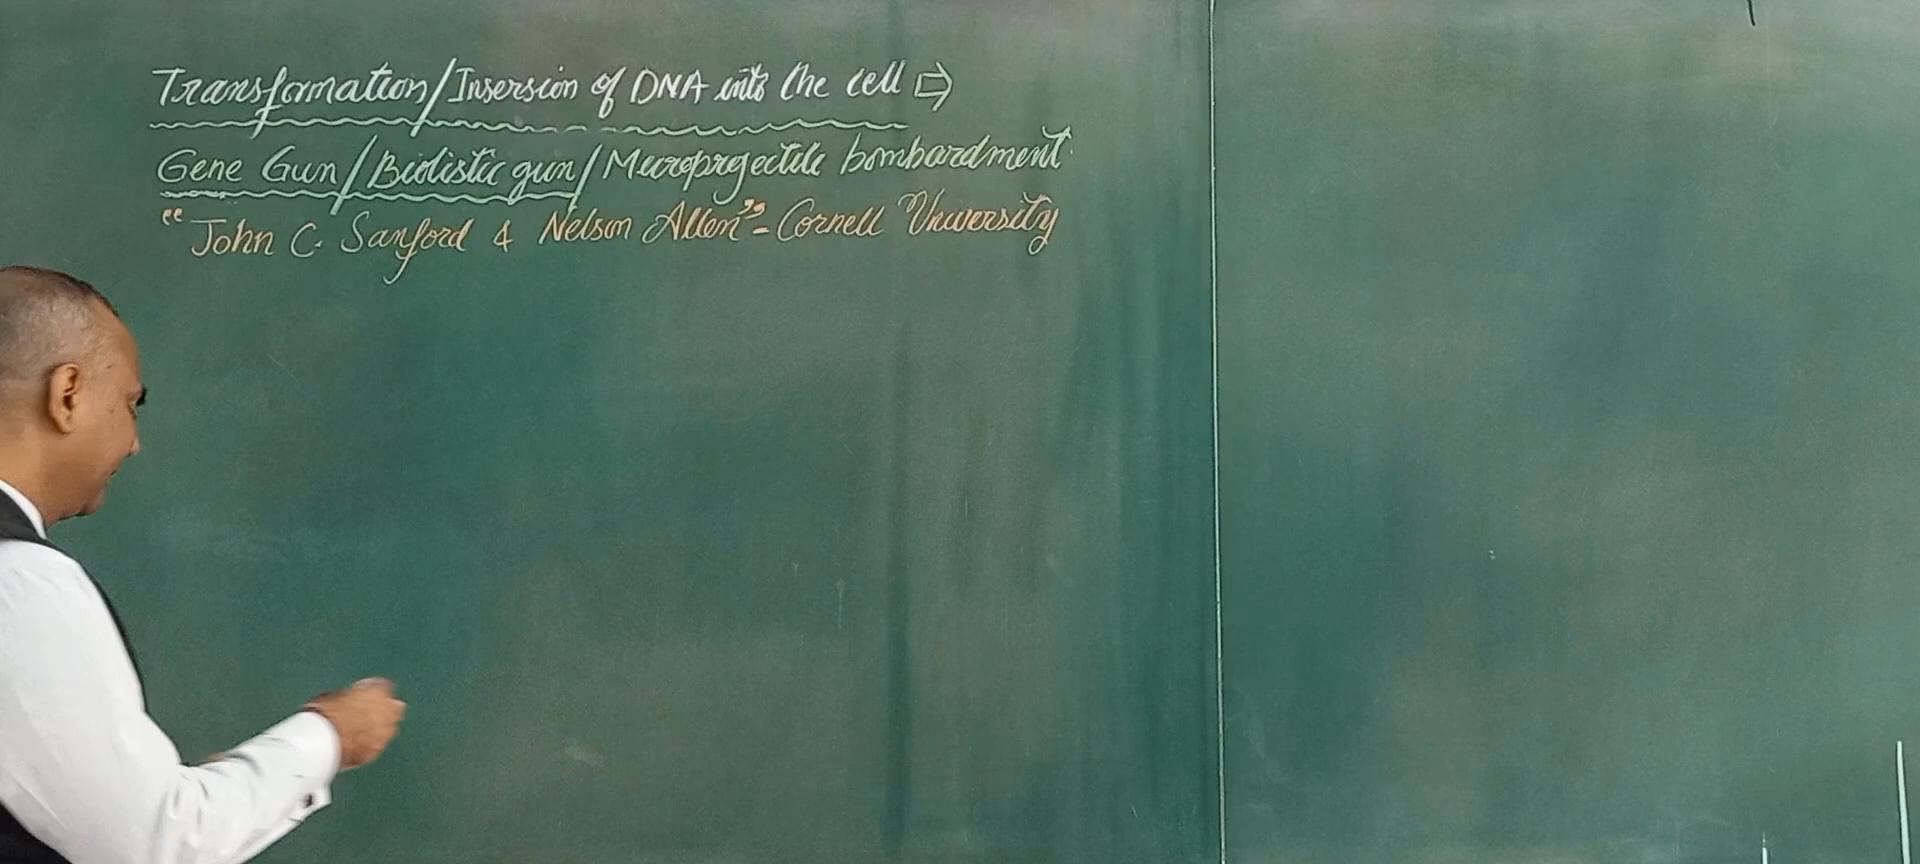 Transformation/Insersion of DNA into the cell ⇨
Gene Gun/Biolistic gun/Microprojectile bombardment
"John C. Sanford & Nelson Allen" - Cornell University